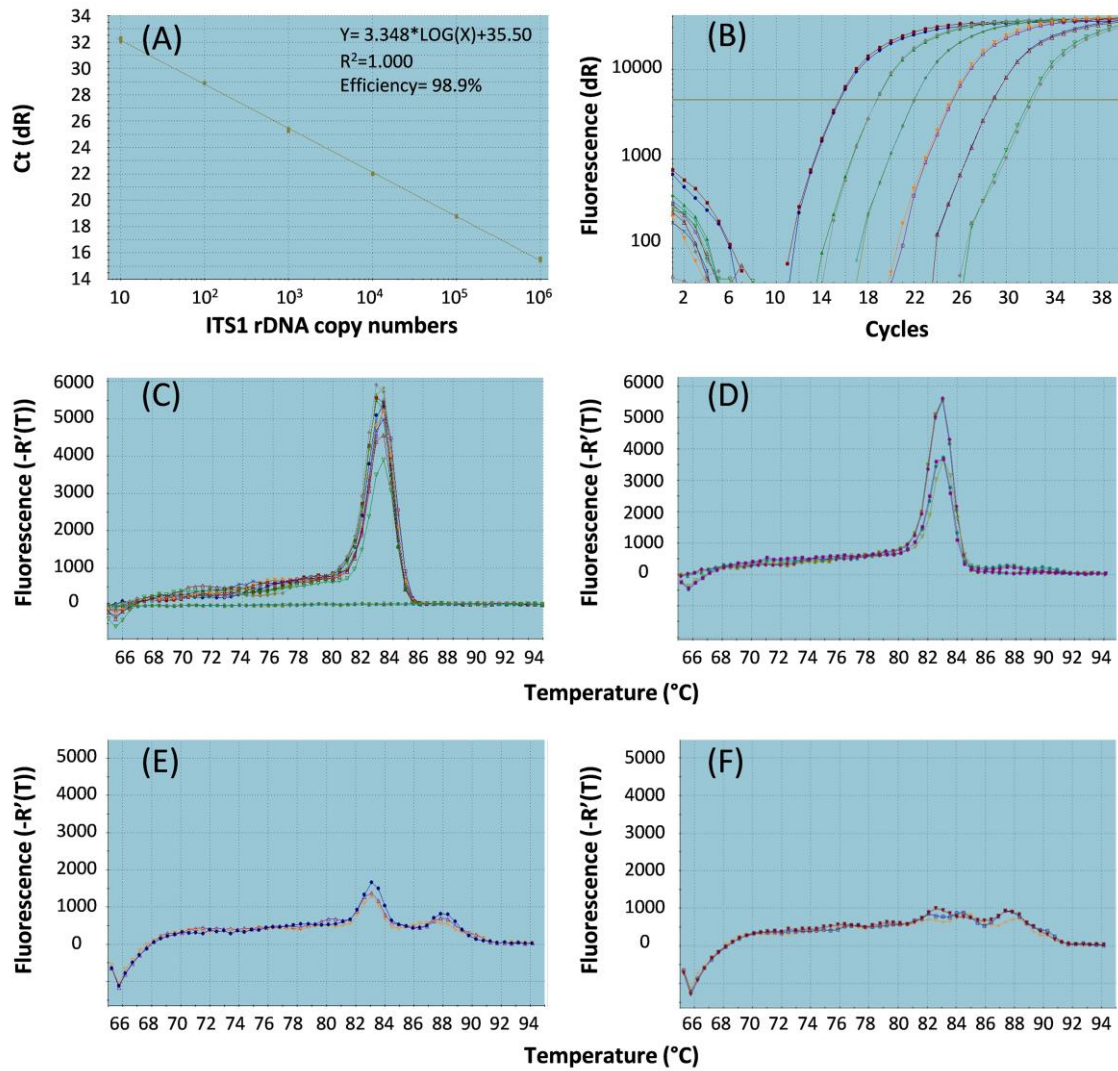 (A)
Y= 3.348*LOG(X)+35.50
R²=1.000
Efficiency= 98.9%
Ct (dR)
34
32
30
28
26
24
22
20
18
16
14
10 10² 10³ 10⁴ 10⁵ 10⁶
ITS1 rDNA copy numbers
(B)
Fluorescence (dR)
10000
1000
100
2 6 10 14 18 22 26 30 34 38
Cycles
(C)
Fluorescence (-R’(T))
6000
5000
4000
3000
2000
1000
0
66 68 70 72 74 76 78 80 82 84 86 88 90 92 94
(D)
Fluorescence (-R’(T))
6000
5000
4000
3000
2000
1000
0
66 68 70 72 74 76 78 80 82 84 86 88 90 92 94
Temperature (°C)
(E)
Fluorescence (-R’(T))
5000
4000
3000
2000
1000
0
66 68 70 72 74 76 78 80 82 84 86 88 90 92 94
(F)
Fluorescence (-R’(T))
5000
4000
3000
2000
1000
0
66 68 70 72 74 76 78 80 82 84 86 88 90 92 94
Temperature (°C)